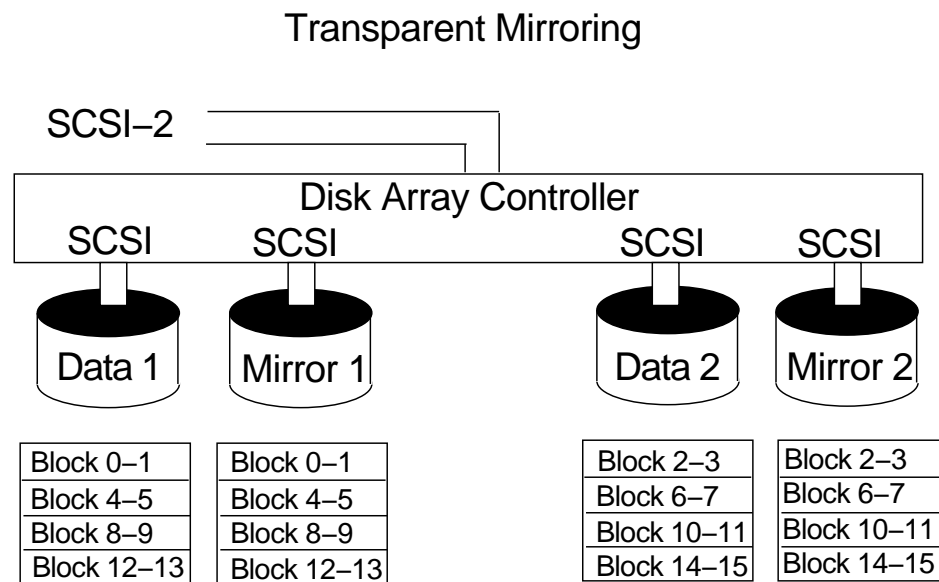 Transparent Mirroring
SCSI–2
Disk Array Controller
SCSI SCSI SCSI SCSI
Data 1 Mirror 1 Data 2 Mirror 2
Block 0–1 Block 0–1 Block 2–3 Block 2–3
Block 4–5 Block 4–5 Block 6–7 Block 6–7
Block 8–9 Block 8–9 Block 10–11 Block 10–11
Block 12–13 Block 12–13 Block 14–15 Block 14–15